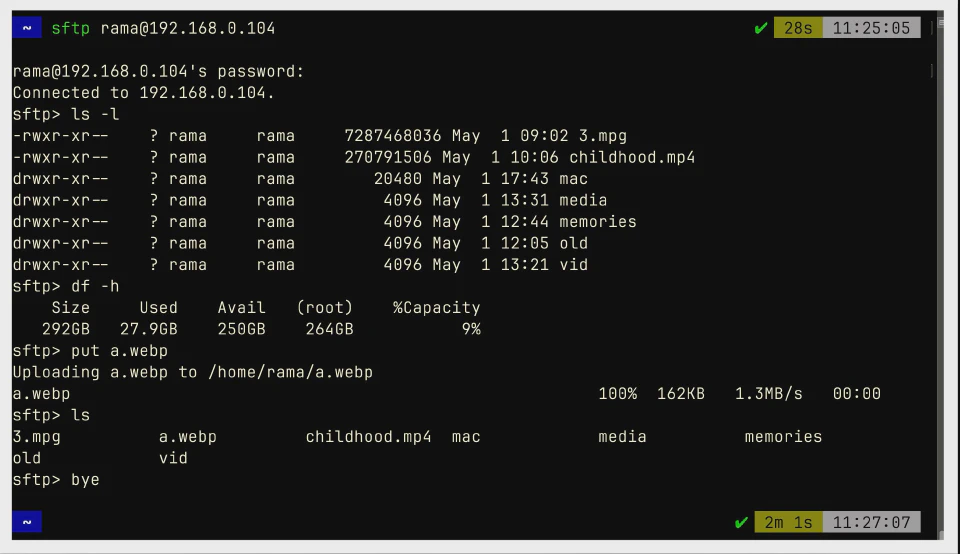 ~ sftp rama@192.168.0.104 ✔ 28s 11:25:05
rama@192.168.0.104's password:
Connected to 192.168.0.104.
sftp> ls -l
-rwxr-xr-- ? rama rama 7287468036 May 1 09:02 3.mpg
-rwxr-xr-- ? rama rama 270791506 May 1 10:06 childhood.mp4
drwxr-xr-- ? rama rama 20480 May 1 17:43 mac
drwxr-xr-- ? rama rama 4096 May 1 13:31 media
drwxr-xr-- ? rama rama 4096 May 1 12:44 memories
drwxr-xr-- ? rama rama 4096 May 1 12:05 old
drwxr-xr-- ? rama rama 4096 May 1 13:21 vid
sftp> df -h
Size Used Avail (root) %Capacity
292GB 27.9GB 250GB 264GB 9%
sftp> put a.webp
Uploading a.webp to /home/rama/a.webp
a.webp 100% 162KB 1.3MB/s 00:00
sftp> ls
3.mpg a.webp childhood.mp4 mac media memories
old vid
sftp> bye
~ ✔ 2m 1s 11:27:07